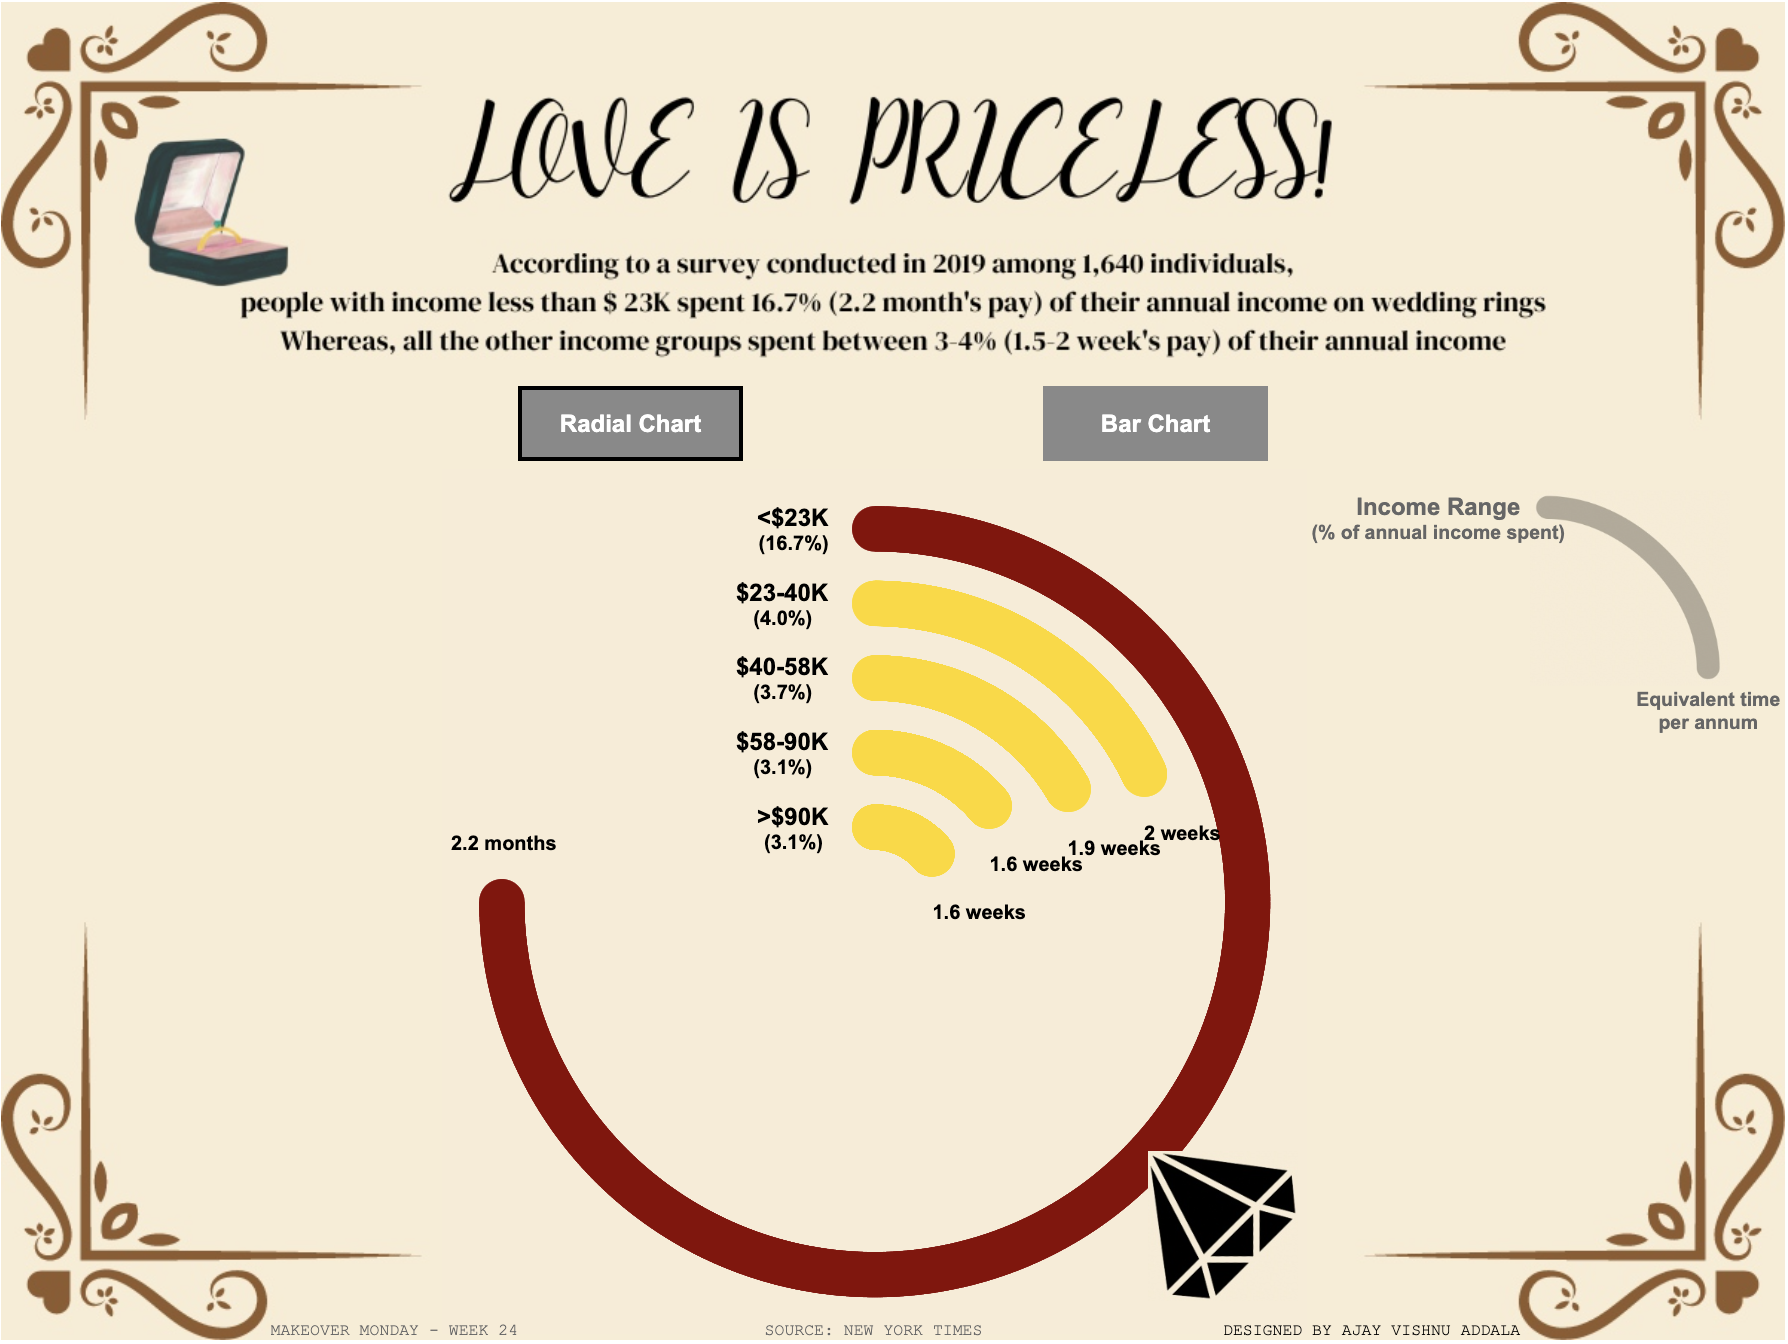 LOVE IS PRICELESS!
According to a survey conducted in 2019 among 1,640 individuals,
people with income less than $ 23K spent 16.7% (2.2 month's pay) of their annual income on wedding rings
Whereas, all the other income groups spent between 3-4% (1.5-2 week's pay) of their annual income
Radial Chart
Bar Chart
Income Range
(% of annual income spent)
Equivalent time
per annum
<$23K
(16.7%)
$23-40K
(4.0%)
$40-58K
(3.7%)
$58-90K
(3.1%)
>$90K
(3.1%)
2.2 months
2 weeks
1.9 weeks
1.6 weeks
1.6 weeks
MAKEOVER MONDAY - WEEK 24
SOURCE: NEW YORK TIMES
DESIGNED BY AJAY VISHNU ADDALA